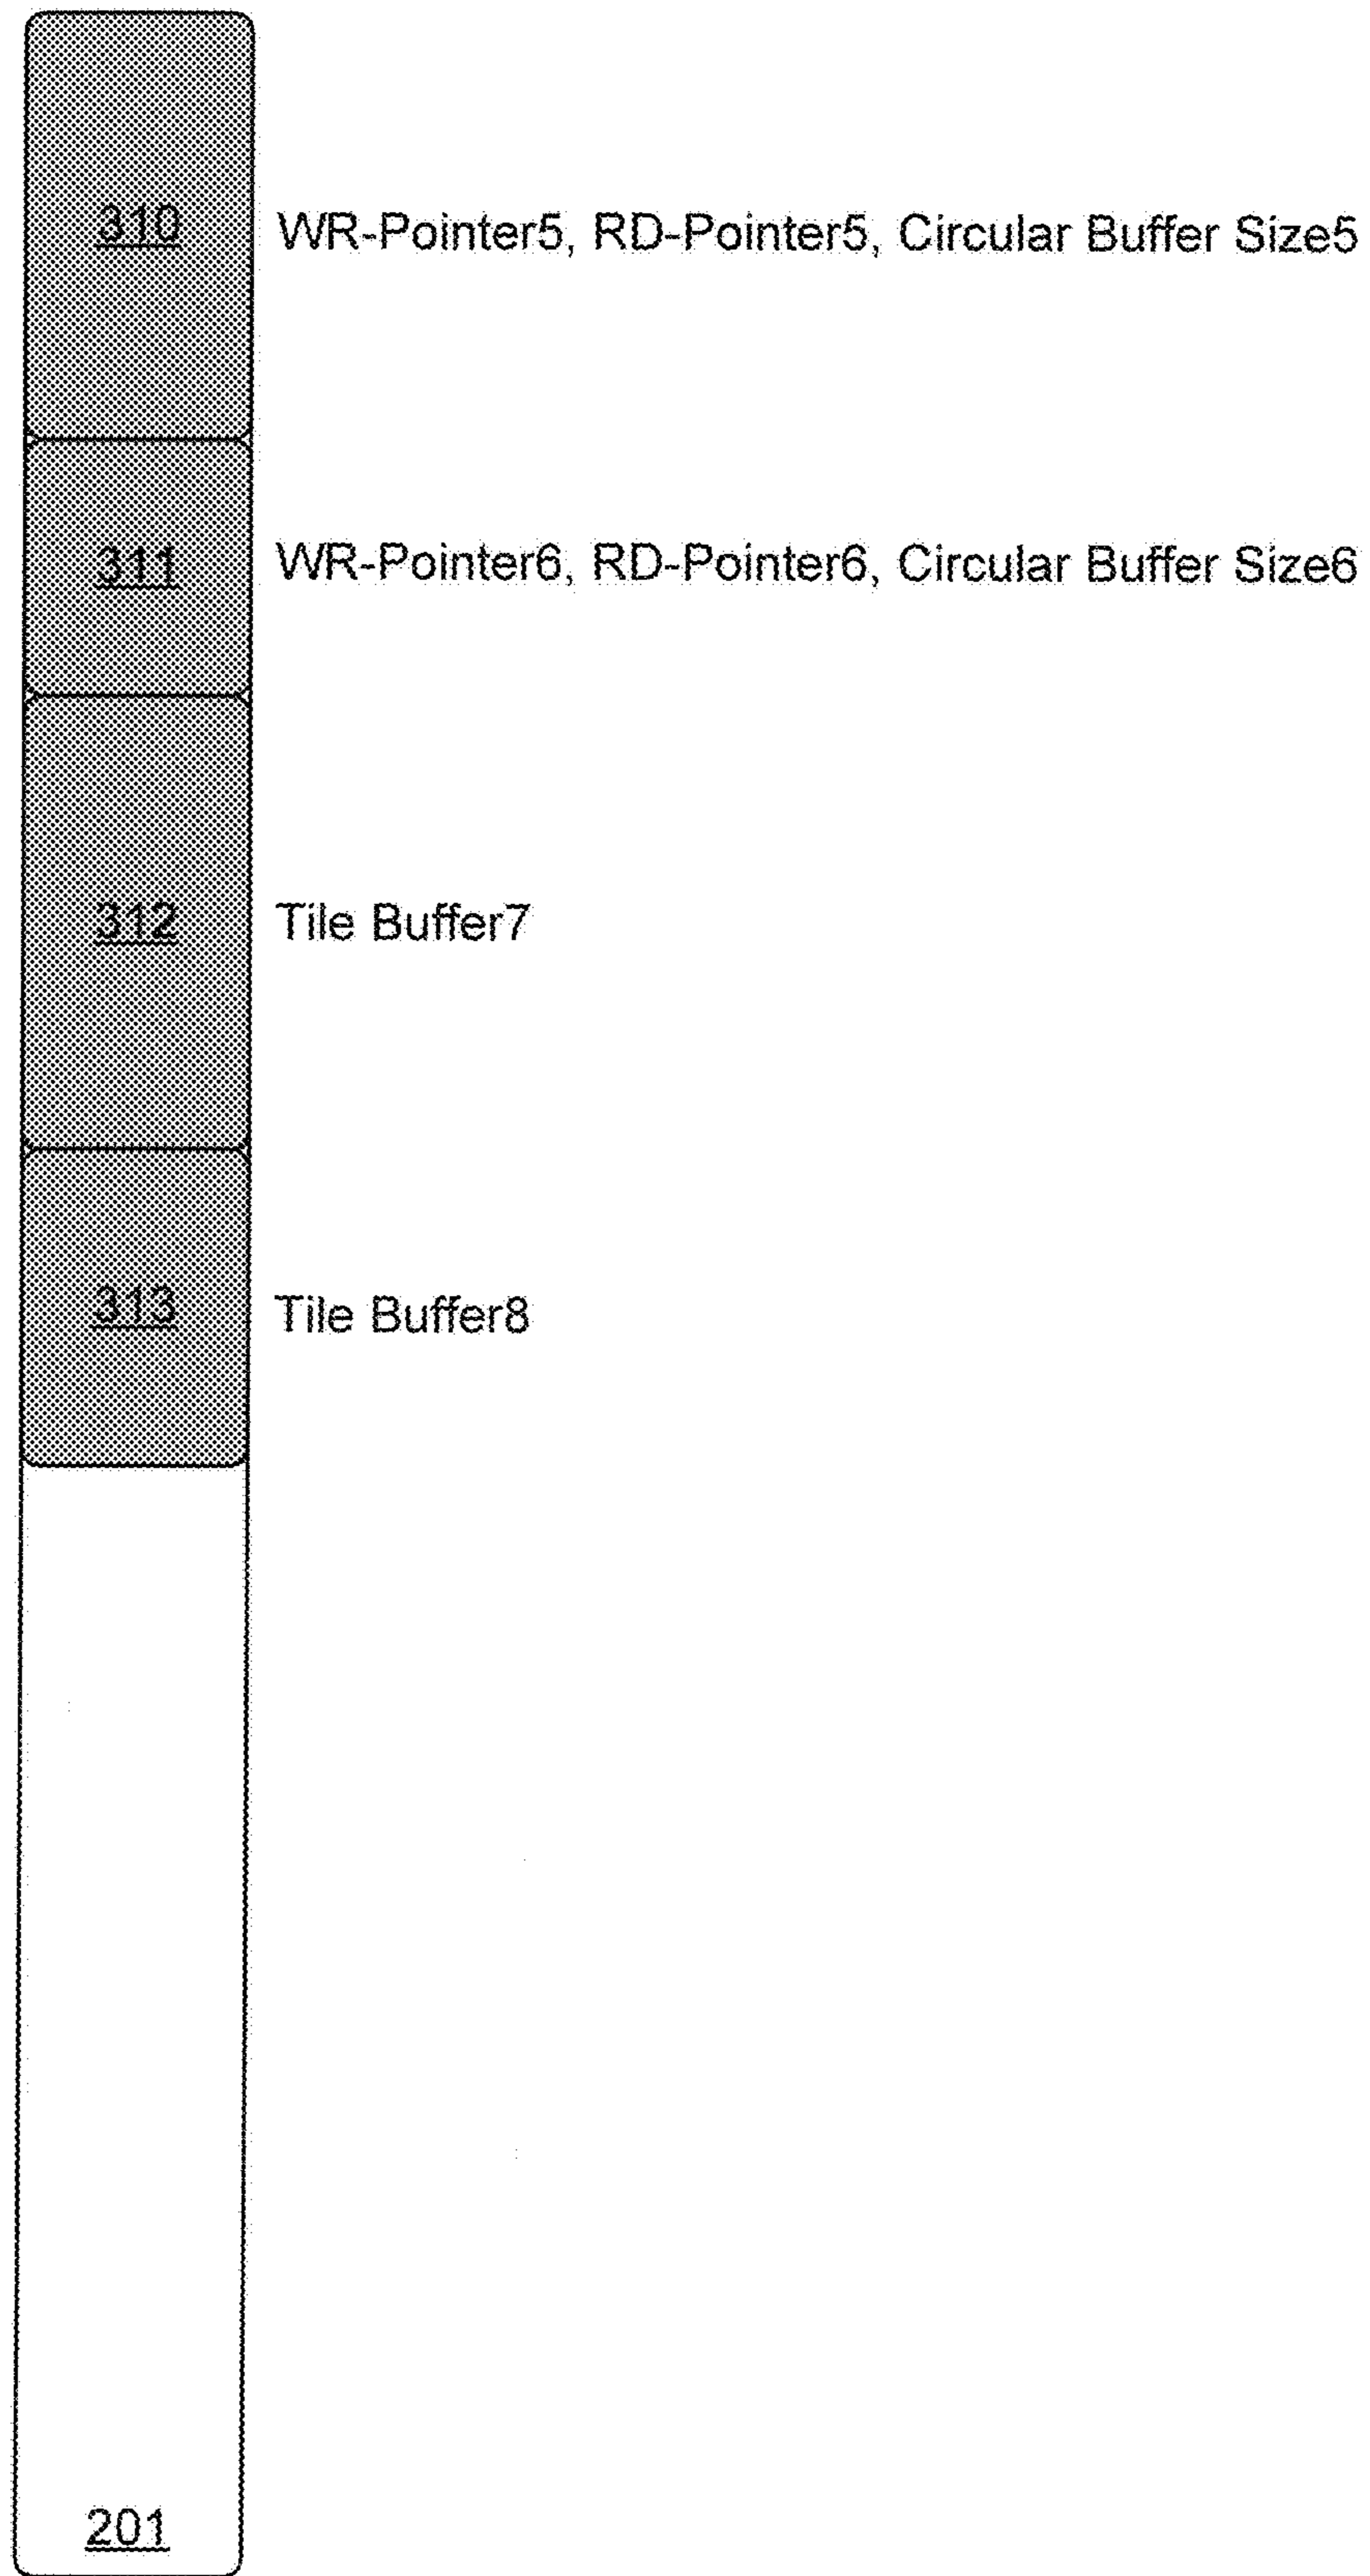 310 WR-Pointer5, RD-Pointer5, Circular Buffer Size5
311 WR-Pointer6, RD-Pointer6, Circular Buffer Size6
312 Tile Buffer7
313 Tile Buffer8
201